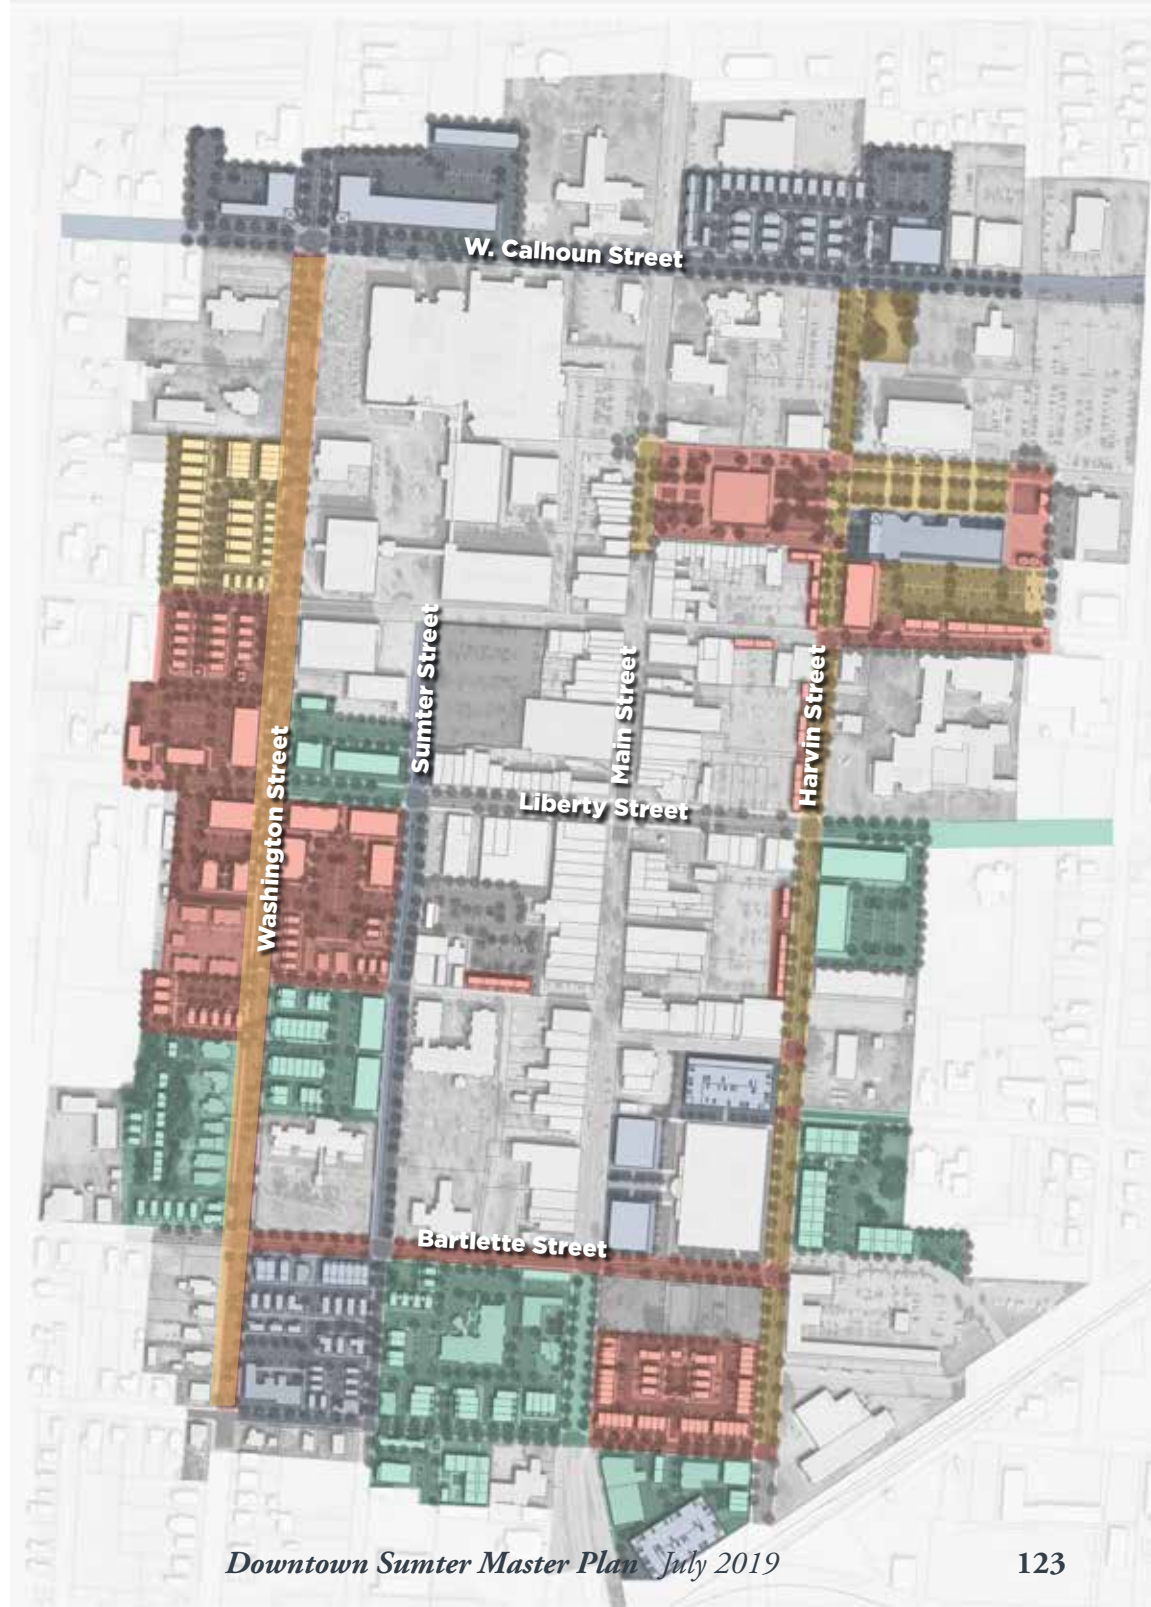 W. Calhoun Street
Sumter Street
Main Street
Harvin Street
Washington Street
Liberty Street
Bartlette Street
Downtown Sumter Master Plan July 2019 123